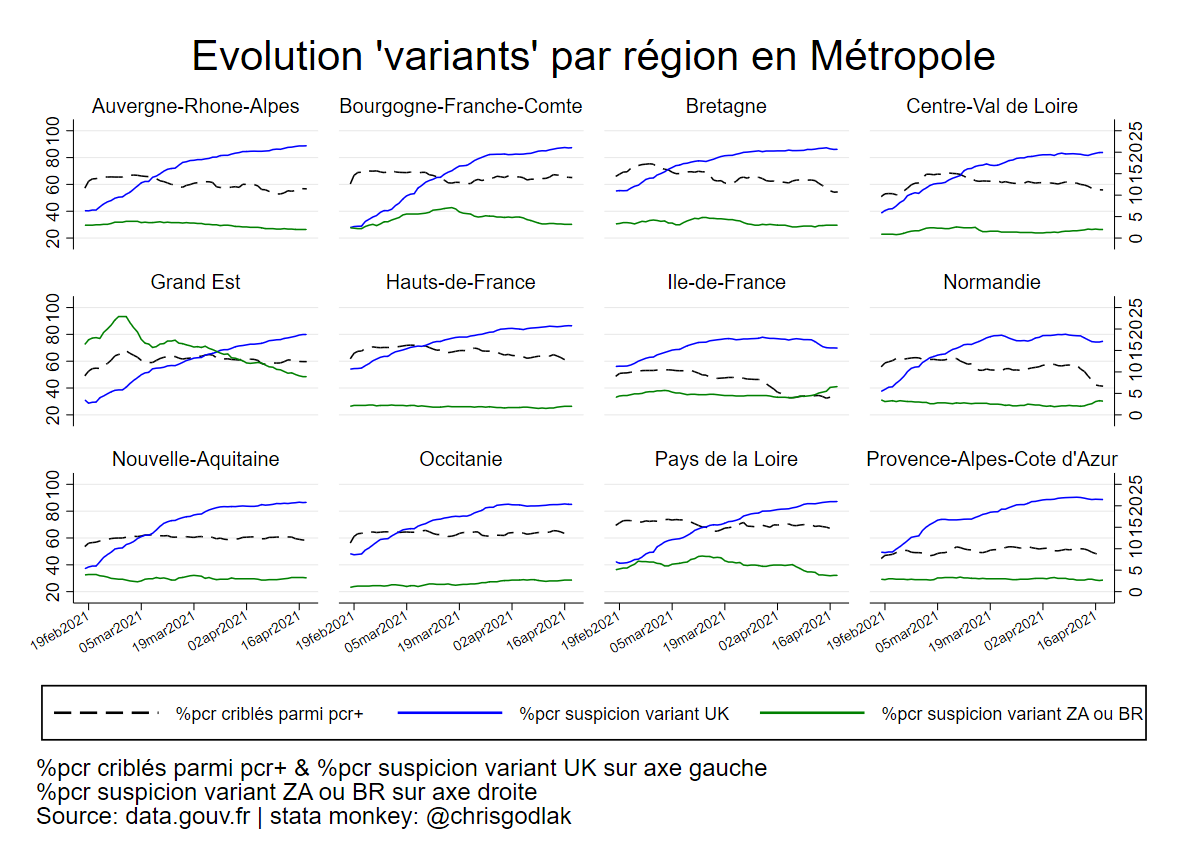 Evolution 'variants' par région en Métropole
Auvergne-Rhone-Alpes Bourgogne-Franche-Comte Bretagne Centre-Val de Loire
20 40 60 80 100
0 5 10 15 20 25
Grand Est Hauts-de-France Ile-de-France Normandie
20 40 60 80 100
0 5 10 15 20 25
Nouvelle-Aquitaine Occitanie Pays de la Loire Provence-Alpes-Cote d'Azur
20 40 60 80 100
0 5 10 15 20 25
19feb2021 05mar2021 19mar2021 02apr2021 16apr2021 19feb2021 05mar2021 19mar2021 02apr2021 16apr2021 19feb2021 05mar2021 19mar2021 02apr2021 16apr2021 19feb2021 05mar2021 19mar2021 02apr2021 16apr2021
%pcr criblés parmi pcr+ %pcr suspicion variant UK %pcr suspicion variant ZA ou BR
%pcr criblés parmi pcr+ & %pcr suspicion variant UK sur axe gauche
%pcr suspicion variant ZA ou BR sur axe droite
Source: data.gouv.fr | stata monkey: @chrisgodlak